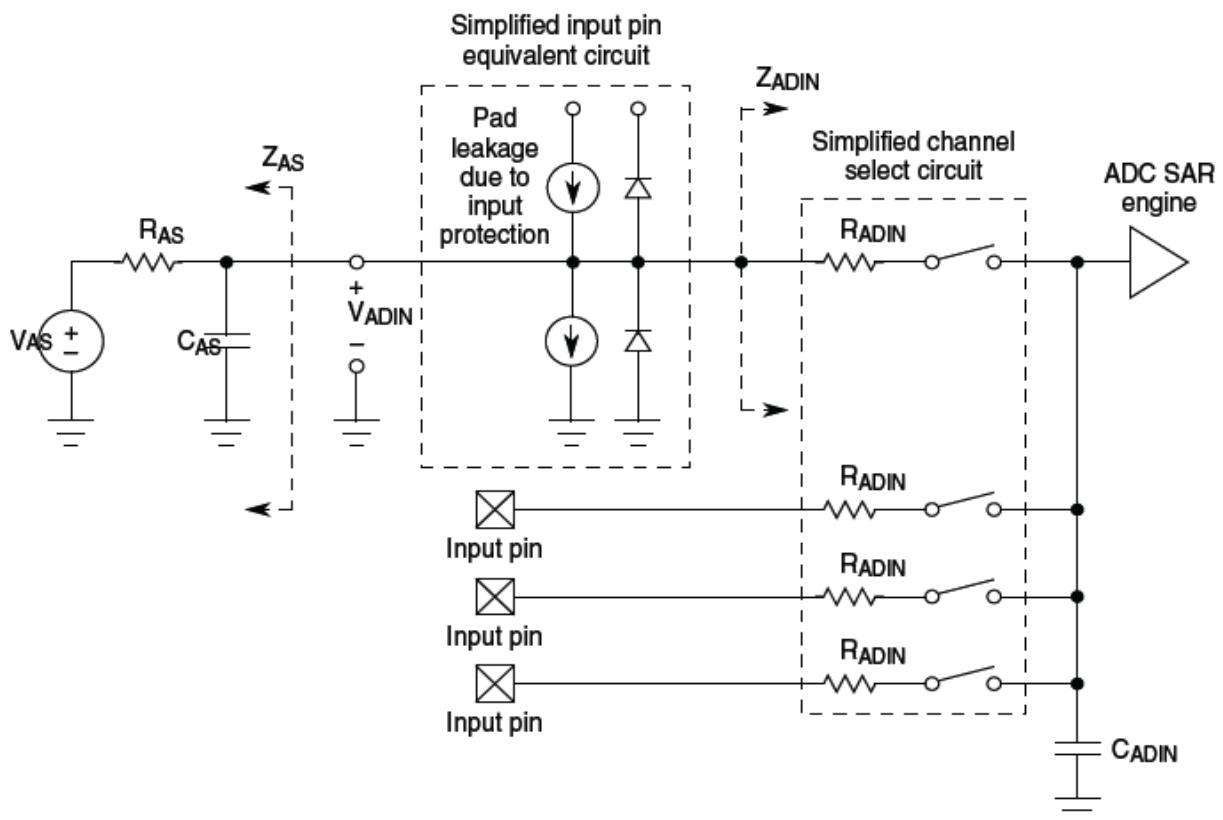 Simplified input pin
equivalent circuit
Pad
leakage
due to
input
protection
ZAS
ZADIN
Simplified channel
select circuit
ADC SAR
engine
RAS
RADIN
VAS
+
−
CAS
+
VADIN
−
RADIN
Input pin
RADIN
Input pin
RADIN
Input pin
CADIN